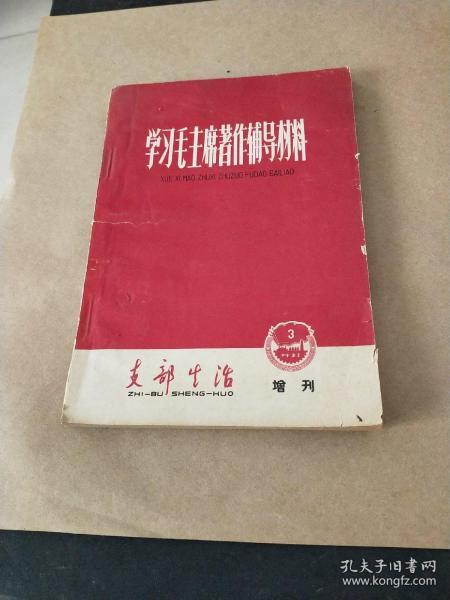 学习毛主席著作辅导材料
XUE XI MAO ZHUXI ZHUZUO FUDAO CAILIAO
3
支部生活
ZHI-BU SHENG-HUO
增刊
孔夫子旧书网
www.kongfz.com